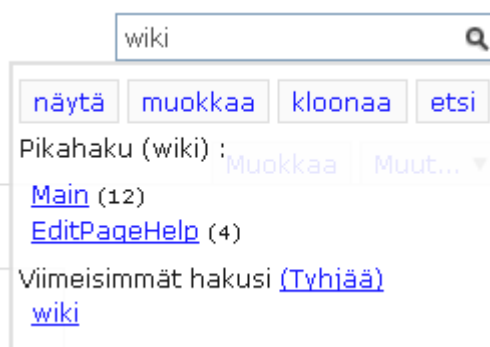 wiki
näytä muokkaa kloonaa etsi
Pikahaku (wiki) :
Muokkaa Muut... ▼
Main (12)
EditPageHelp (4)
Viimeisimmät hakusi (Tyhjää)
wiki